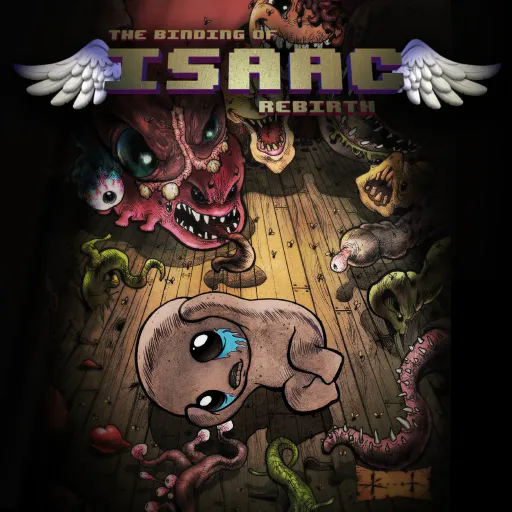 THE BINDING OF
ISAAC
REBIRTH